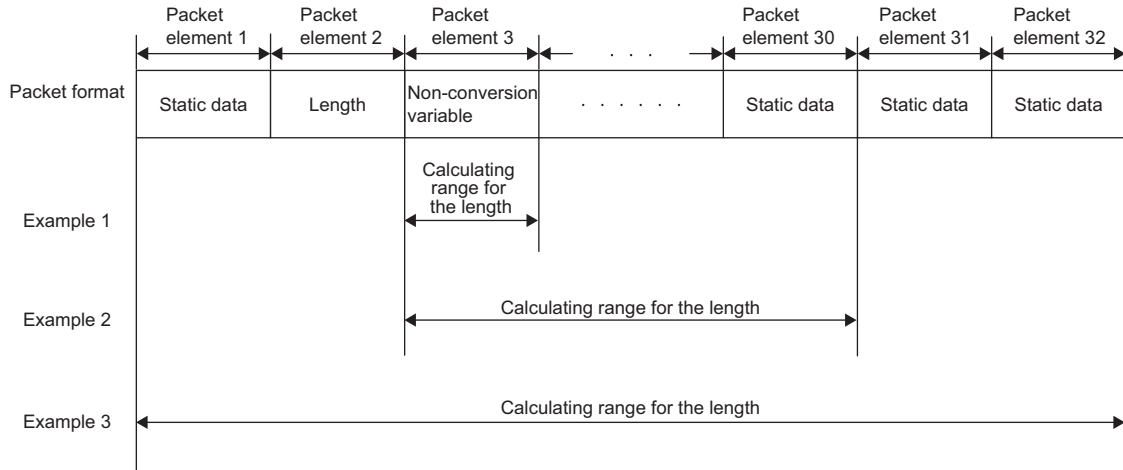 Packet element 1
Packet element 2
Packet element 3
. . .
Packet element 30
Packet element 31
Packet element 32
Packet format
Static data
Length
Non-conversion variable
. . . . . .
Static data
Static data
Static data
Example 1
Calculating range for the length
Example 2
Calculating range for the length
Example 3
Calculating range for the length